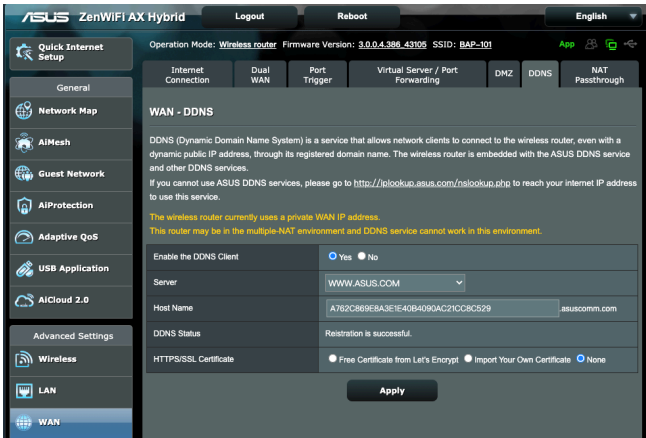 ASUS ZenWiFi AX Hybrid Logout Reboot English
Quick Internet Setup
Operation Mode: Wireless router Firmware Version: 3.0.0.4.386_43105 SSID: BAP-101 App
General
Network Map
AiMesh
Guest Network
AiProtection
Adaptive QoS
USB Application
AiCloud 2.0
Advanced Settings
Wireless
LAN
WAN
Internet Connection
Dual WAN
Port Trigger
Virtual Server / Port Forwarding
DMZ
DDNS
NAT Passthrough
WAN - DDNS
DDNS (Dynamic Domain Name System) is a service that allows network clients to connect to the wireless router, even with a
dynamic public IP address, through its registered domain name. The wireless router is embedded with the ASUS DDNS service
and other DDNS services.
If you cannot use ASUS DDNS services, please go to http://iplookup.asus.com/nslookup.php to reach your internet IP address
to use this service.
The wireless router currently uses a private WAN IP address.
This router may be in the multiple-NAT environment and DDNS service cannot work in this environment.
Enable the DDNS Client Yes No
Server WWW.ASUS.COM
Host Name A762C869E8A3E1E40B4090AC21CC8C529 .asuscomm.com
DDNS Status Reistration is successful.
HTTPS/SSL Certificate Free Certificate from Let's Encrypt Import Your Own Certificate None
Apply